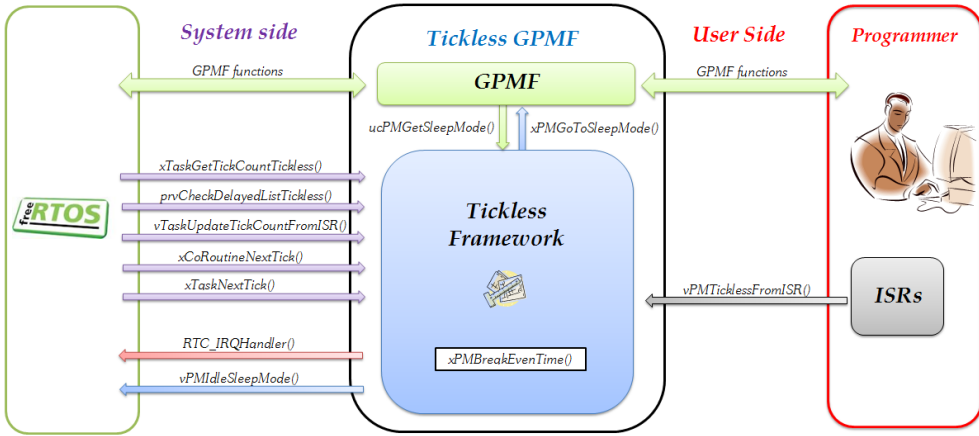 System side
Tickless GPMF
User Side
Programmer
GPMF functions
GPMF
GPMF functions
ucPMGetSleepMode()
xPMGoToSleepMode()
xTaskGetTickCountTickless()
prvCheckDelayedListTickless()
freeRTOS
vTaskUpdateTickCountFromISR()
Tickless
Framework
xCoRoutineNextTick()
xTaskNextTick()
vPMTicklessFromISR()
ISRs
RTC_IRQHandler()
xPMBreakEvenTime()
vPMIdleSleepMode()